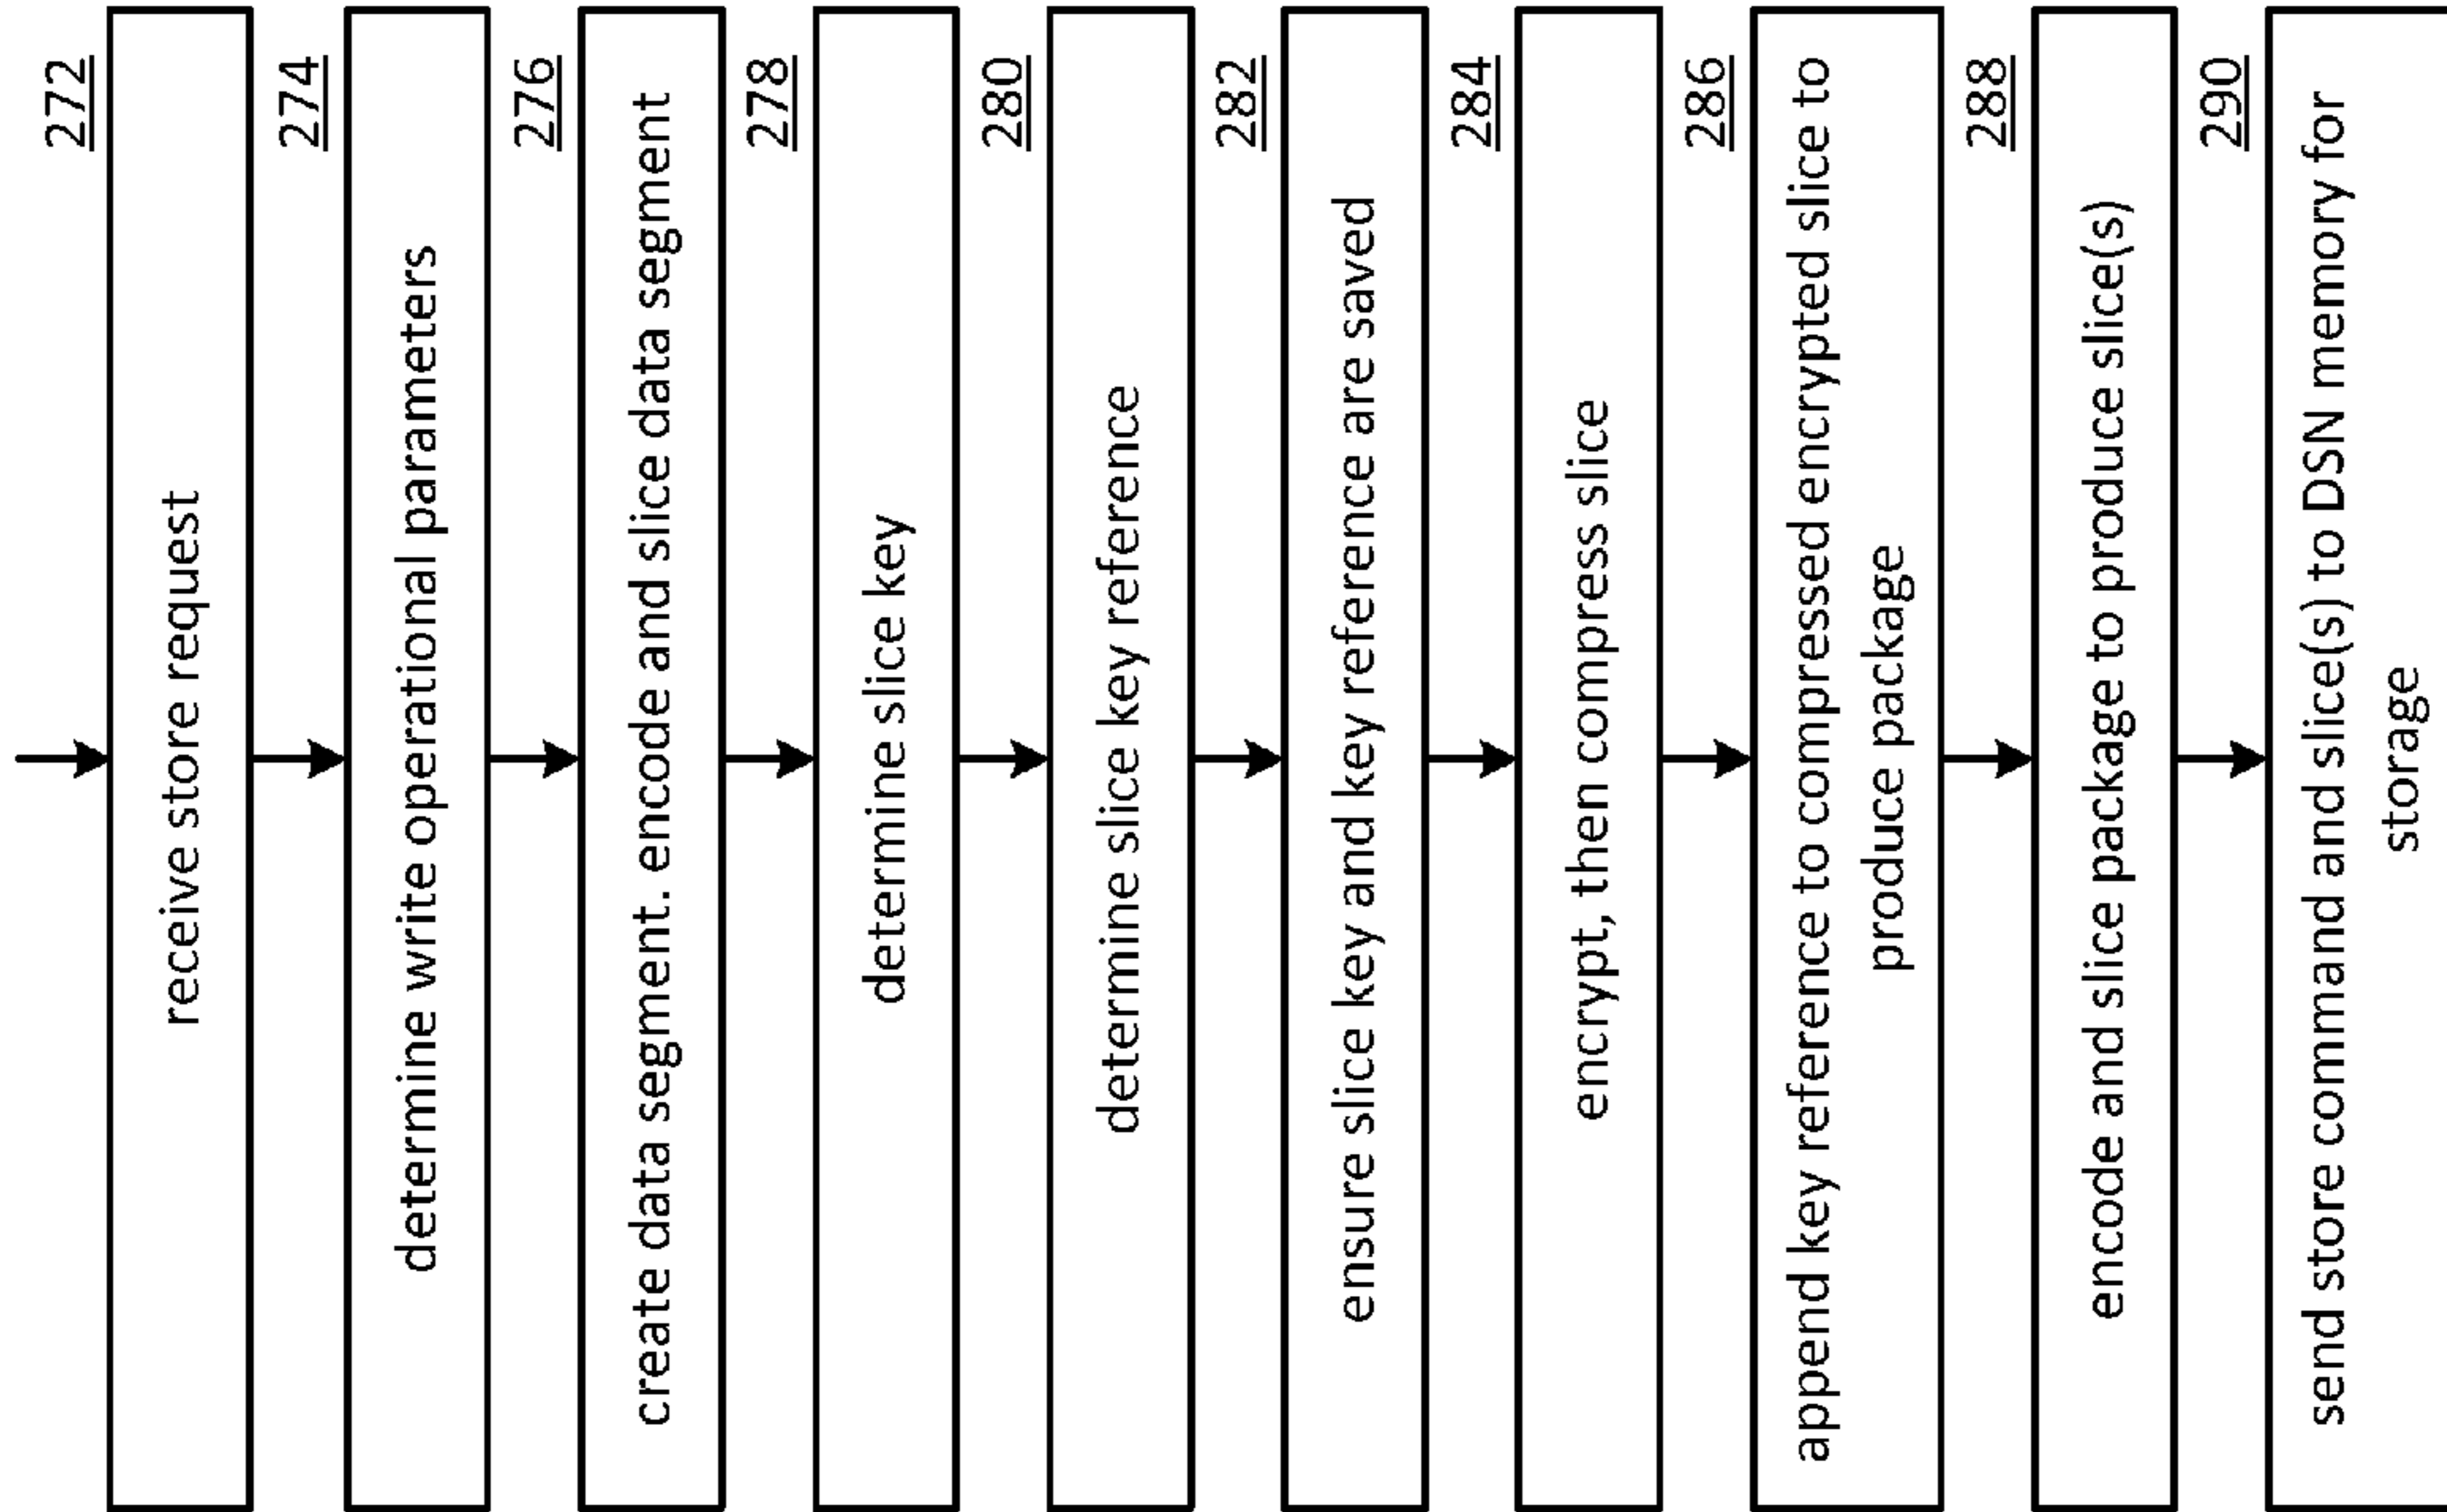 272
receive store request
274
determine write operational parameters
276
create data segment. encode and slice data segment
278
determine slice key
280
determine slice key reference
282
ensure slice key and key reference are saved
284
encrypt, then compress slice
286
append key reference to compressed encrypted slice to
produce package
288
encode and slice package to produce slice(s)
290
send store command and slice(s) to DSN memory for
storage